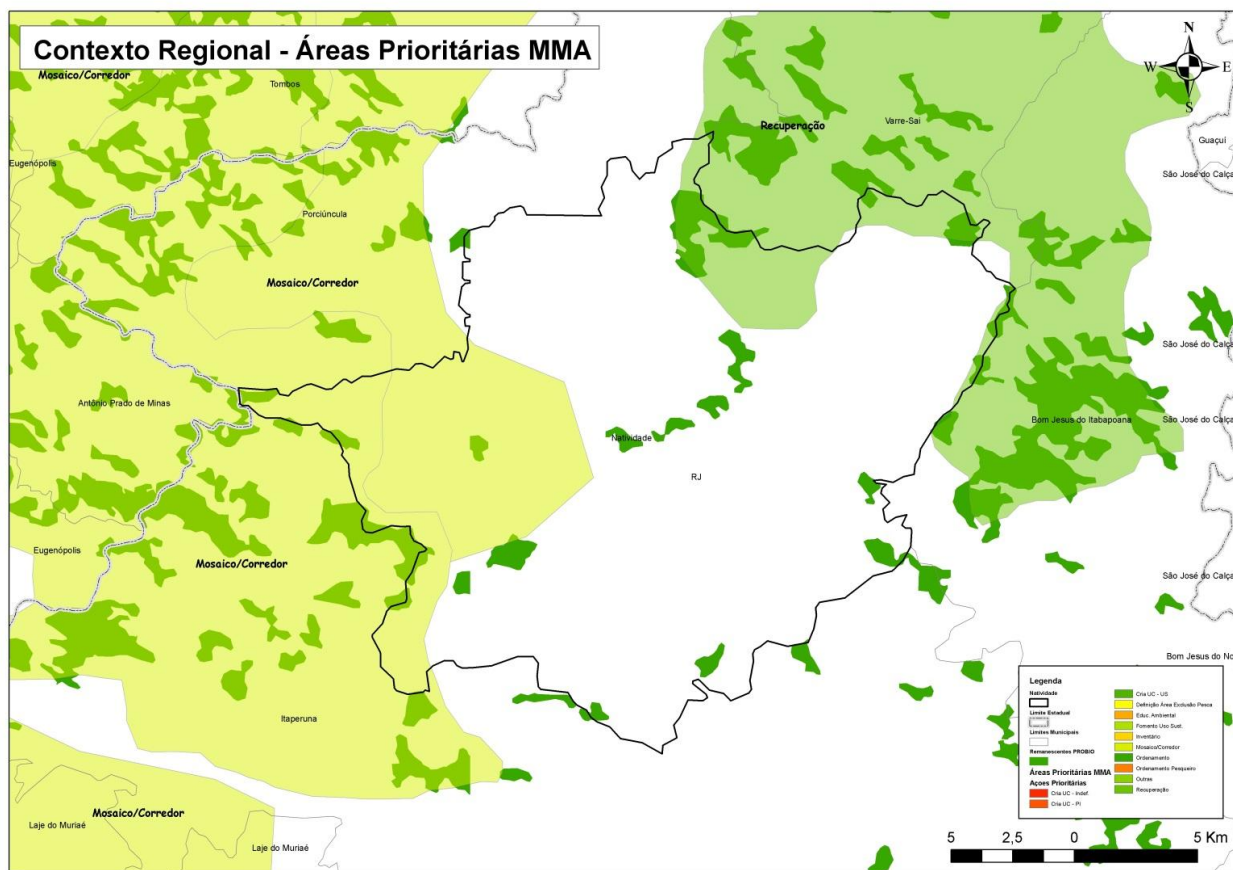 Contexto Regional - Áreas Prioritárias MMA
N
W E
S
Mosaico/Corredor
Tombos
Recuperação
Varre-Sai
Guaçuí
Eugenópolis
São José do Calça
Porciúncula
Mosaico/Corredor
São José do Calça
Antônio Prado de Minas
Bom Jesus do Itabapoana
São José do Calça
Natividade
RJ
Eugenópolis
Mosaico/Corredor
São José do Calça
Bom Jesus do No
Itaperuna
Mosaico/Corredor
Laje do Muriaé
Laje do Muriaé
Legenda
Natividade
Limite Estadual
Limites Municipais
Remanescentes PROBIO
Áreas Prioritárias MMA
Ações Prioritárias
Cria UC - Indef.
Cria UC - PI
Cria UC - US
Definição Área Exclusão Pesca
Educ. Ambiental
Fomento Uso Sust.
Inventário
Mosaico/Corredor
Ordenamento
Ordenamento Pesqueiro
Outras
Recuperação
5 2,5 0 5 Km